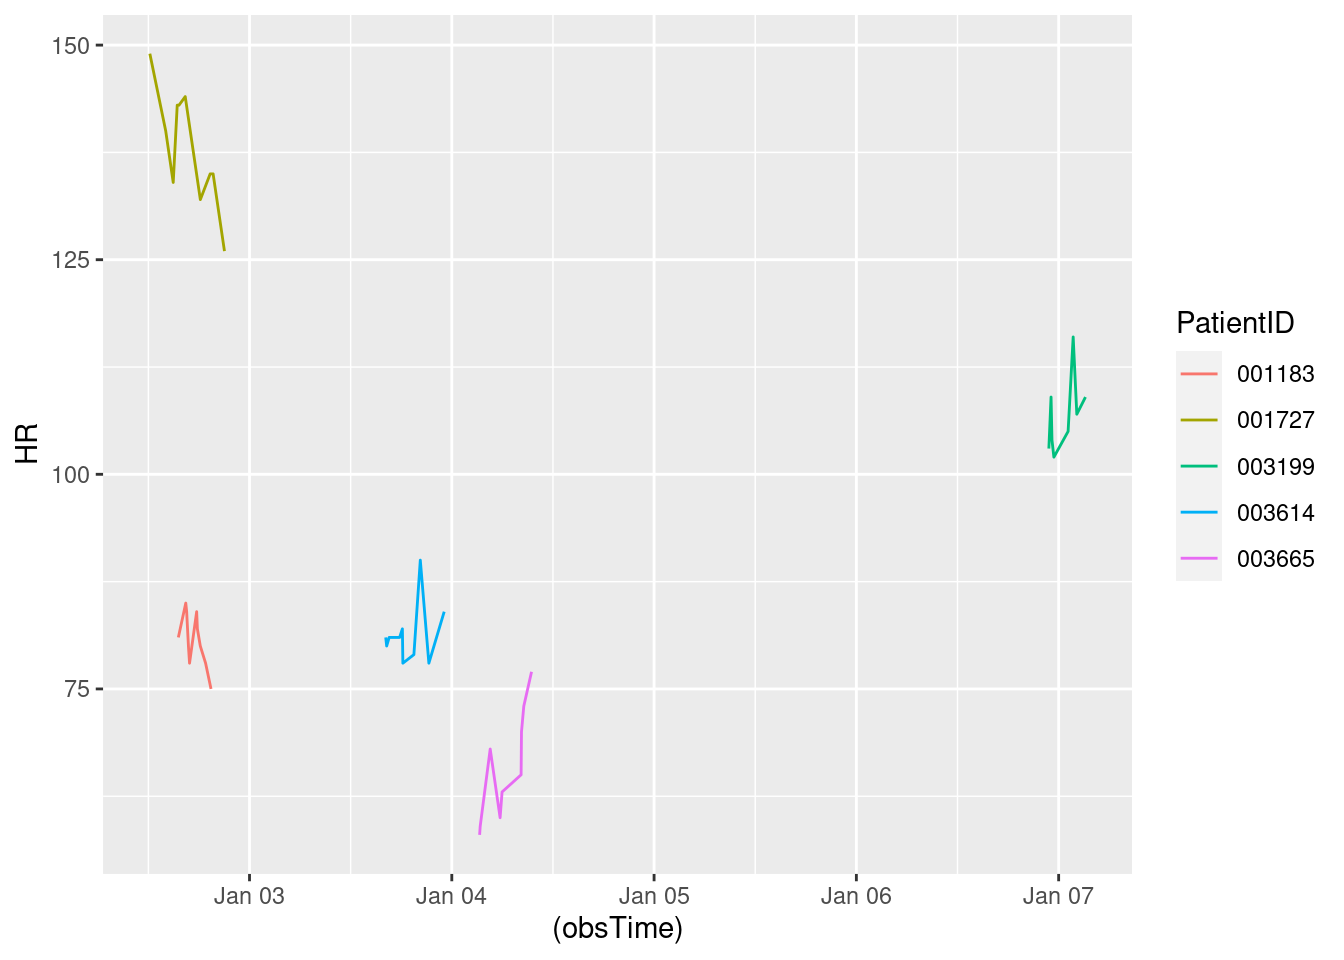 150
125
100
75
HR
Jan 03
Jan 04
Jan 05
Jan 06
Jan 07
(obsTime)
PatientID
001183
001727
003199
003614
003665